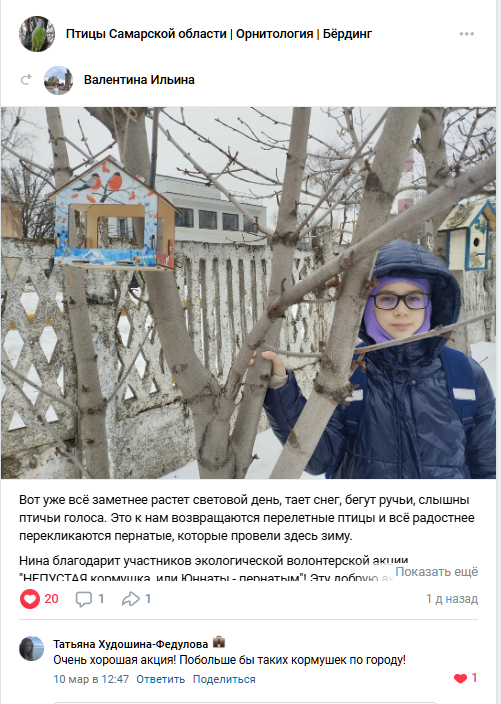 Птицы Самарской области | Орнитология | Бёрдинг
Валентина Ильина
Вот уже всё заметнее растет световой день, тает снег, бегут ручьи, слышны
птичьи голоса. Это к нам возвращаются перелетные птицы и всё радостнее
перекликаются пернатые, которые провели здесь зиму.
Нина благодарит участников экологической волонтерской акции
"НЕПУСТАЯ кормушка, или Юннаты - пернатым"! Эту добрую
Показать ещё
20 1 1 1 д назад
Татьяна Худошина-Федулова
Очень хорошая акция! Побольше бы таких кормушек по городу!
10 мар в 12:47 Ответить Поделиться 1